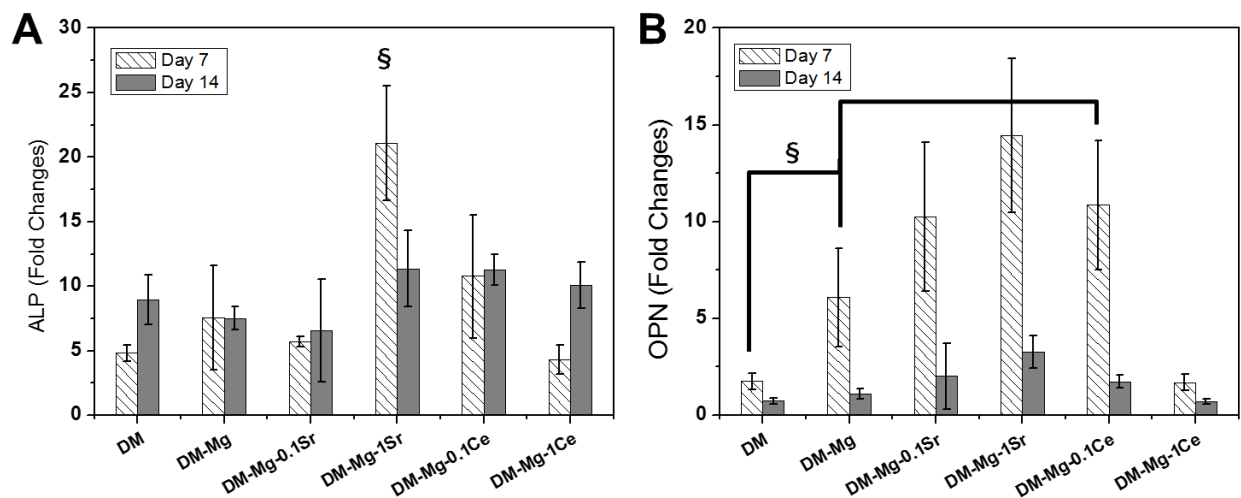 A
ALP (Fold Changes)
30
25
20
15
10
5
0
Day 7
Day 14
§
DM
DM-Mg
DM-Mg-0.1Sr
DM-Mg-1Sr
DM-Mg-0.1Ce
DM-Mg-1Ce
B
OPN (Fold Changes)
20
15
10
5
0
Day 7
Day 14
§
DM
DM-Mg
DM-Mg-0.1Sr
DM-Mg-1Sr
DM-Mg-0.1Ce
DM-Mg-1Ce